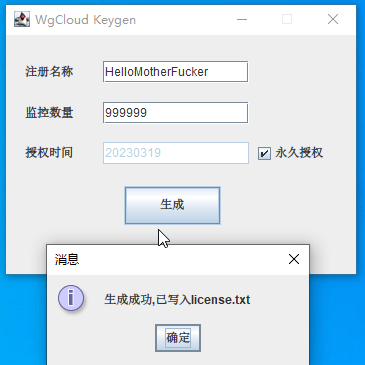 WgCloud Keygen
注册名称 HelloMotherFucker
监控数量 999999
授权时间 20230319 永久授权
生成
消息
生成成功,已写入license.txt
确定